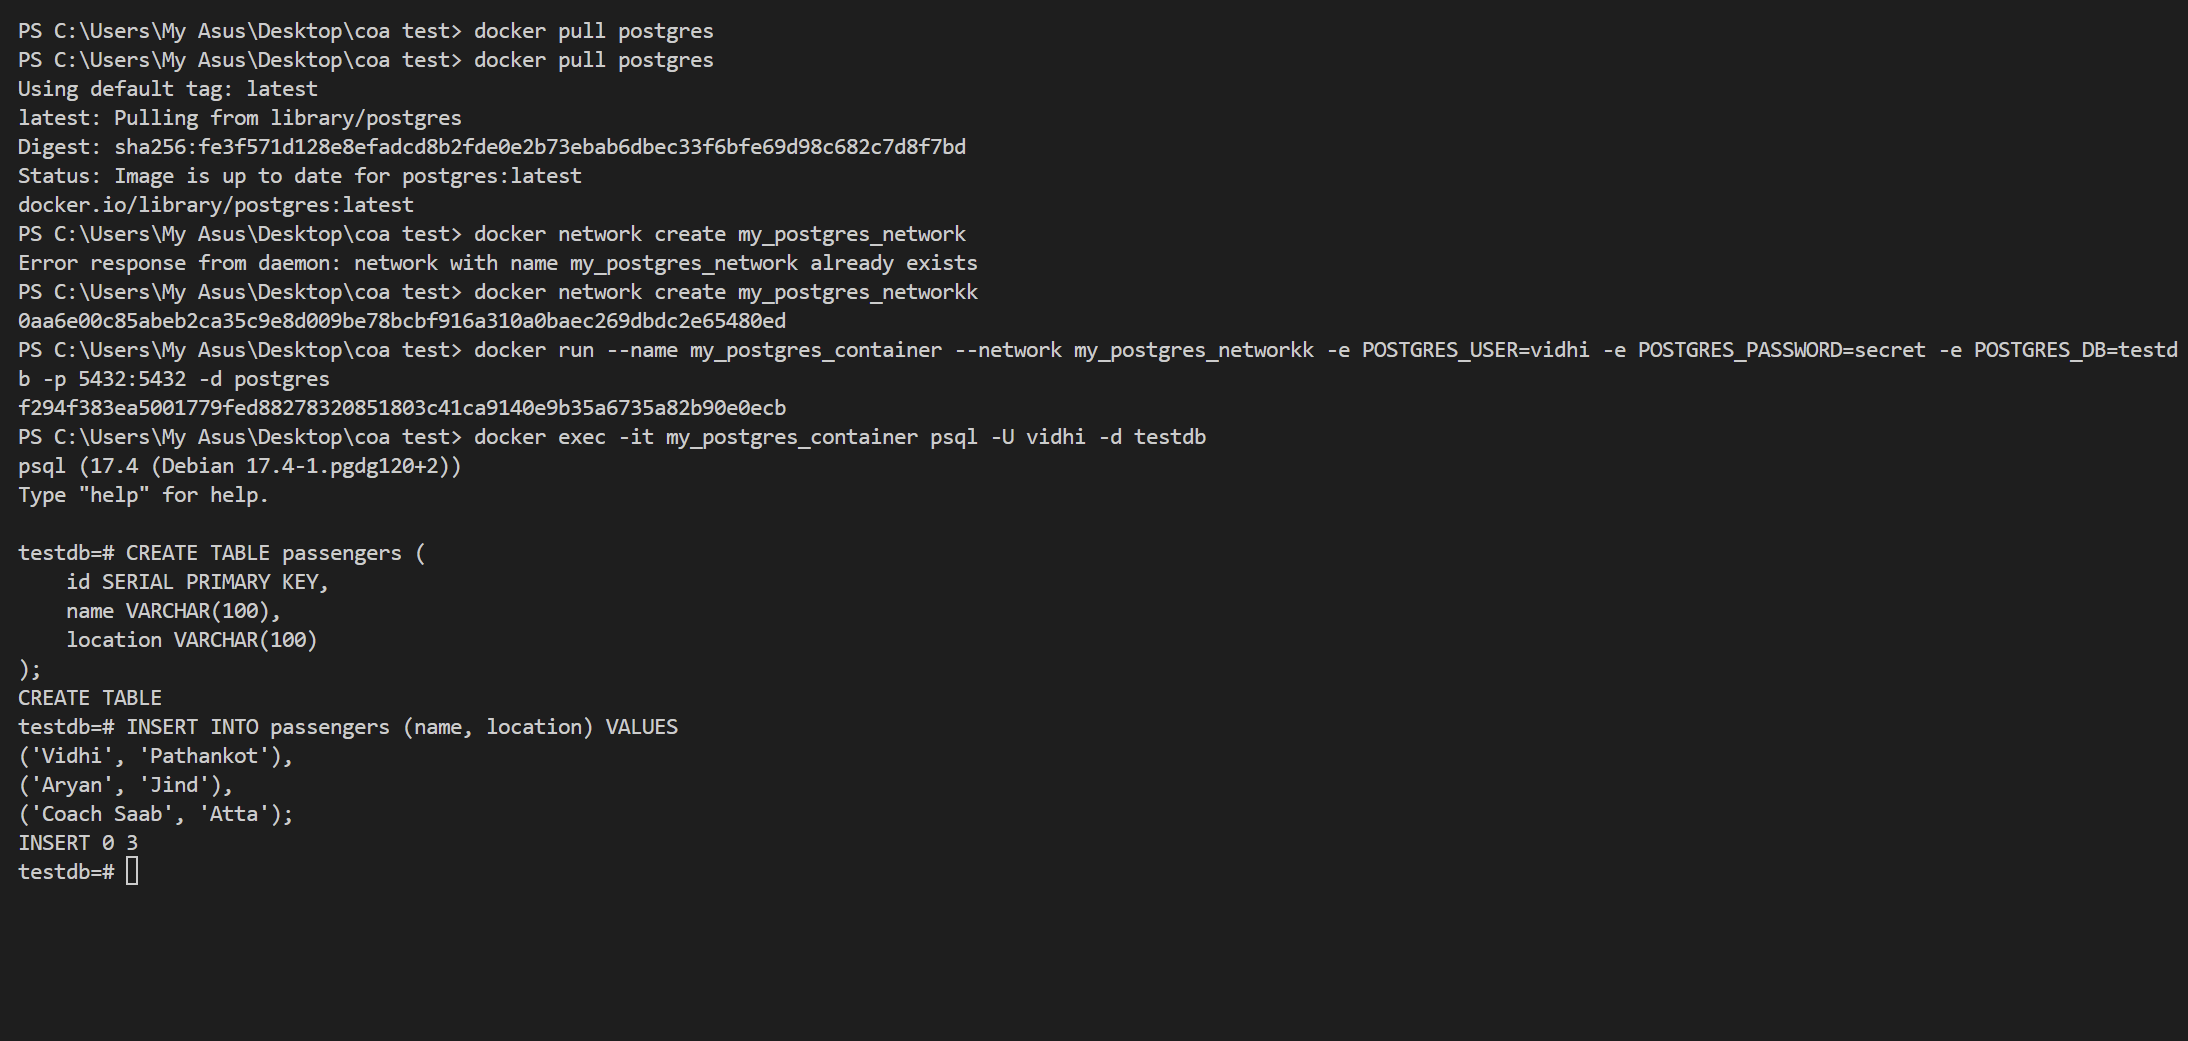 PS C:\Users\My Asus\Desktop\coa test> docker pull postgres
PS C:\Users\My Asus\Desktop\coa test> docker pull postgres
Using default tag: latest
latest: Pulling from library/postgres
Digest: sha256:fe3f571d128e8efadcd8b2fde0e2b73ebab6dbec33f6bfe69d98c682c7d8f7bd
Status: Image is up to date for postgres:latest
docker.io/library/postgres:latest
PS C:\Users\My Asus\Desktop\coa test> docker network create my_postgres_network
Error response from daemon: network with name my_postgres_network already exists
PS C:\Users\My Asus\Desktop\coa test> docker network create my_postgres_networkk
0aa6e00c85abeb2ca35c9e8d009be78bcbf916a310a0baec269dbdc2e65480ed
PS C:\Users\My Asus\Desktop\coa test> docker run --name my_postgres_container --network my_postgres_networkk -e POSTGRES_USER=vidhi -e POSTGRES_PASSWORD=secret -e POSTGRES_DB=testd
b -p 5432:5432 -d postgres
f294f383ea5001779fed88278320851803c41ca9140e9b35a6735a82b90e0ecb
PS C:\Users\My Asus\Desktop\coa test> docker exec -it my_postgres_container psql -U vidhi -d testdb
psql (17.4 (Debian 17.4-1.pgdg120+2))
Type "help" for help.

testdb=# CREATE TABLE passengers (
    id SERIAL PRIMARY KEY,
    name VARCHAR(100),
    location VARCHAR(100)
);
CREATE TABLE
testdb=# INSERT INTO passengers (name, location) VALUES
('Vidhi', 'Pathankot'),
('Aryan', 'Jind'),
('Coach Saab', 'Atta');
INSERT 0 3
testdb=#